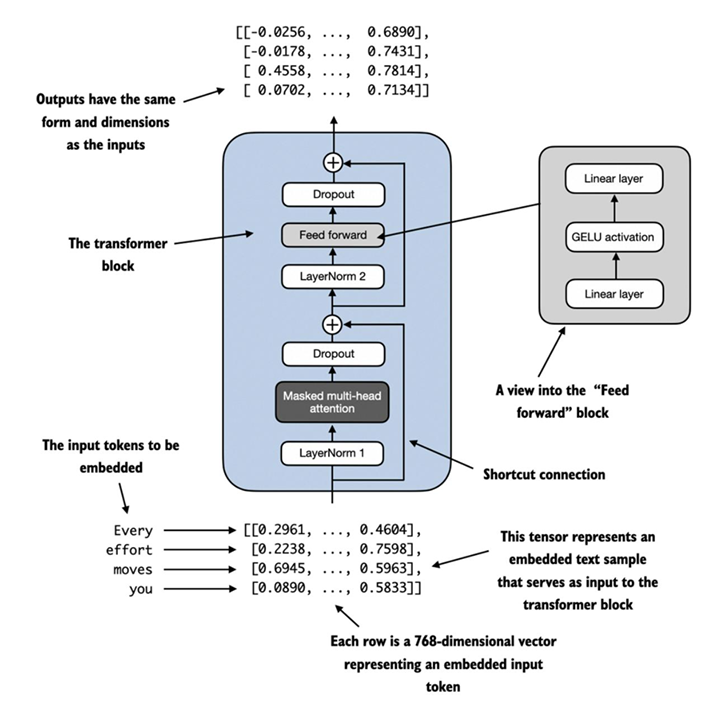 [[-0.0256, ..., 0.6890],
[-0.0178, ..., 0.7431],
[ 0.4558, ..., 0.7814],
[ 0.0702, ..., 0.7134]]
Outputs have the same
form and dimensions
as the inputs
Dropout
Feed forward
LayerNorm 2
The transformer
block
Dropout
Masked multi-head
attention
LayerNorm 1
Linear layer
GELU activation
Linear layer
A view into the “Feed
forward” block
Shortcut connection
The input tokens to be
embedded
Every [[0.2961, ..., 0.4604],
effort [0.2238, ..., 0.7598],
moves [0.6945, ..., 0.5963],
you [0.0890, ..., 0.5833]]
This tensor represents an
embedded text sample
that serves as input to the
transformer block
Each row is a 768-dimensional vector
representing an embedded input
token